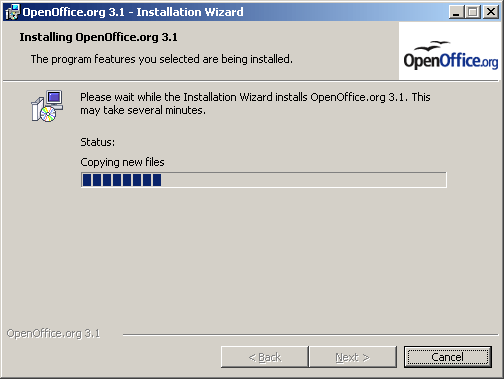 OpenOffice.org 3.1 - Installation Wizard
Installing OpenOffice.org 3.1
The program features you selected are being installed.
OpenOffice.org
Please wait while the Installation Wizard installs OpenOffice.org 3.1. This
may take several minutes.
Status:
Copying new files
OpenOffice.org 3.1
< Back
Next >
Cancel